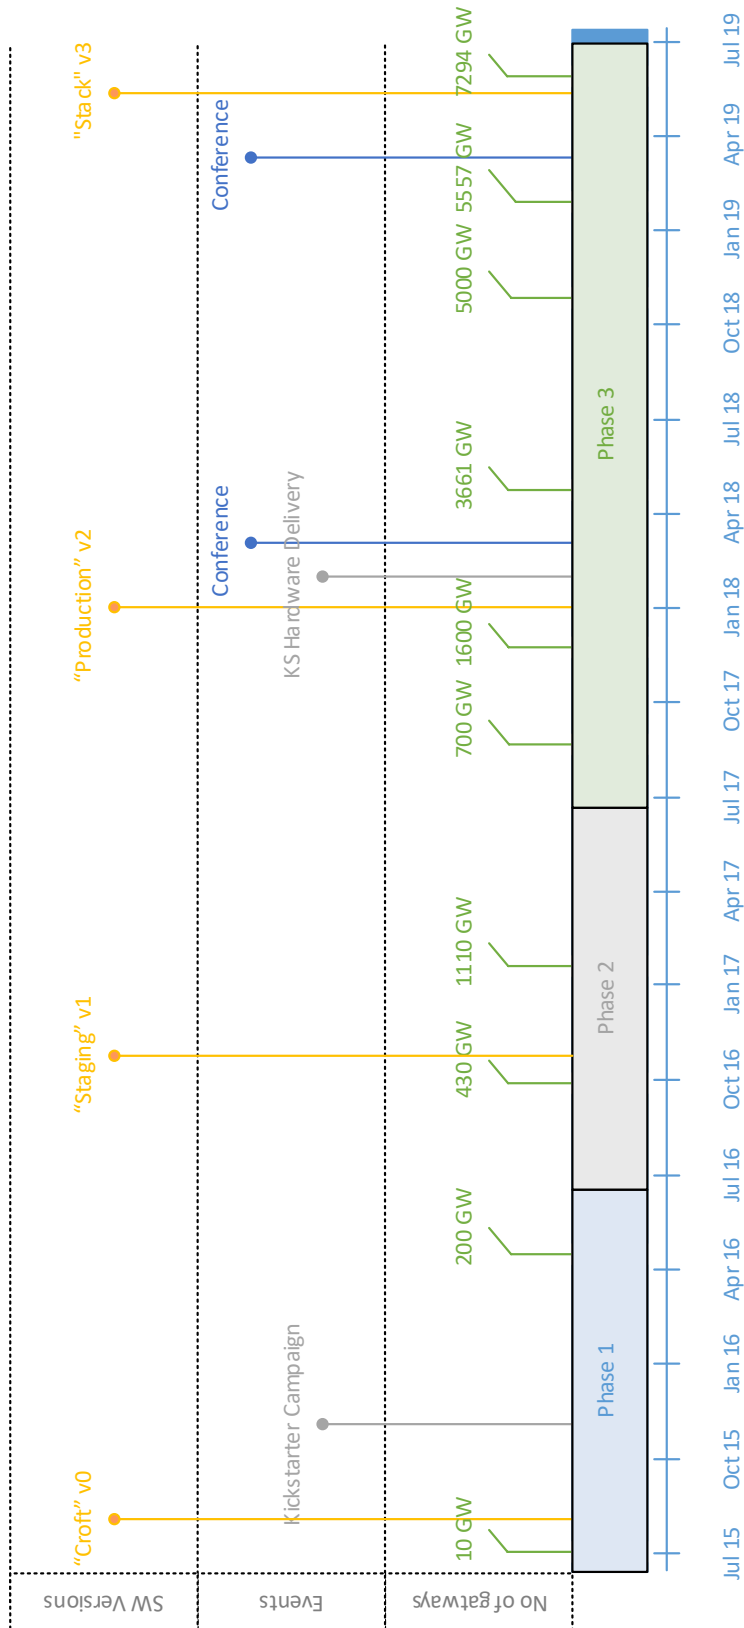 SW Versions
“Croft” v0
“Staging” v1
“Production” v2
"Stack" v3
Events
Kickstarter Campaign
KS Hardware Delivery
Conference
Conference
No of gatways
10 GW
200 GW
430 GW
1110 GW
700 GW
1600 GW
3661 GW
5000 GW
5557 GW
7294 GW
Phase 1
Phase 2
Phase 3
Jul 15
Oct 15
Jan 16
Apr 16
Jul 16
Oct 16
Jan 17
Apr 17
Jul 17
Oct 17
Jan 18
Apr 18
Jul 18
Oct 18
Jan 19
Apr 19
Jul 19